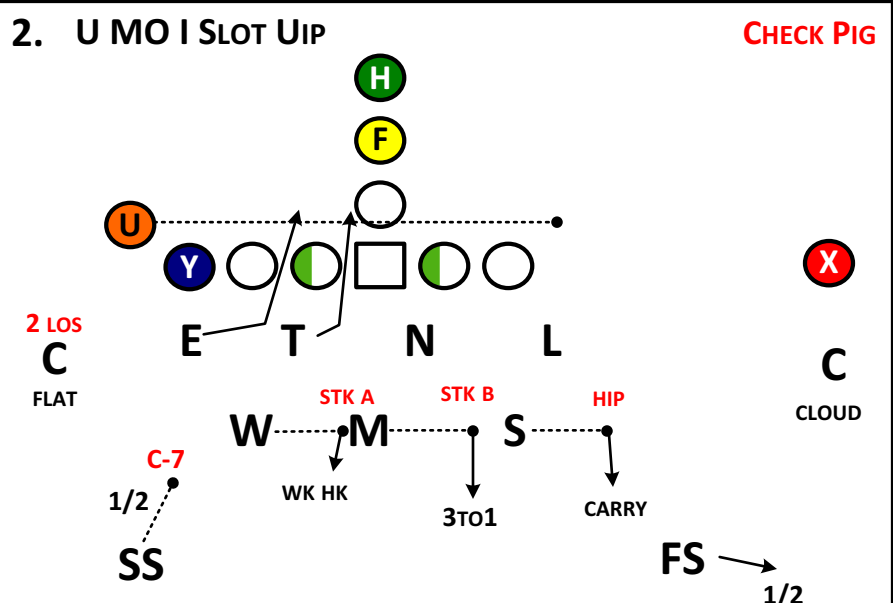 2. U MO I SLOT UIP
CHECK PIG
H
F
U
Y
X
2 LOS
C
FLAT
E T N L
C
CLOUD
STK A STK B HIP
W M S
C-7
1/2
WK HK
3TO1
CARRY
SS
FS
1/2